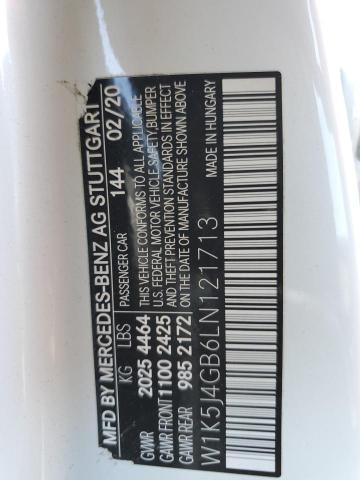 MFD BY MERCEDES-BENZ AG STUTTGART
KG LBS PASSENGER CAR 144 02/20
GVWR 2025 4464 THIS VEHICLE CONFORMS TO ALL APPLICABLE
GAWR FRONT 1100 2425 U.S. FEDERAL MOTOR VEHICLE SAFETY, BUMPER
GAWR REAR 985 2172 AND THEFT PREVENTION STANDARDS IN EFFECT
ON THE DATE OF MANUFACTURE SHOWN ABOVE
W1K5J4GB6LN121713 MADE IN HUNGARY